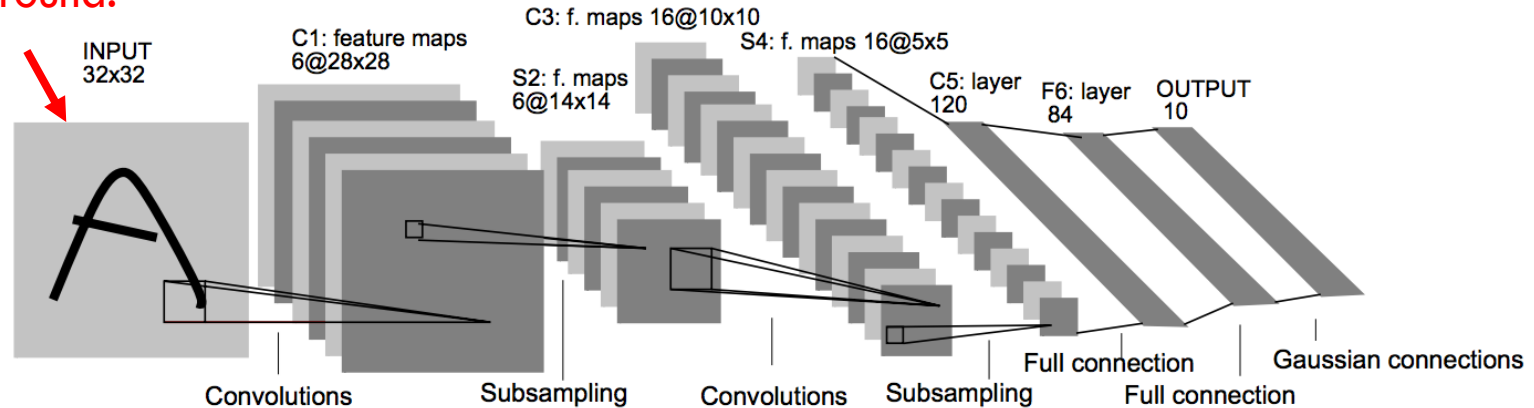 round.
INPUT
32x32
C1: feature maps
6@28x28
S2: f. maps
6@14x14
C3: f. maps 16@10x10
S4: f. maps 16@5x5
C5: layer
120
F6: layer
84
OUTPUT
10
Convolutions
Subsampling
Convolutions
Subsampling
Full connection
Full connection
Gaussian connections